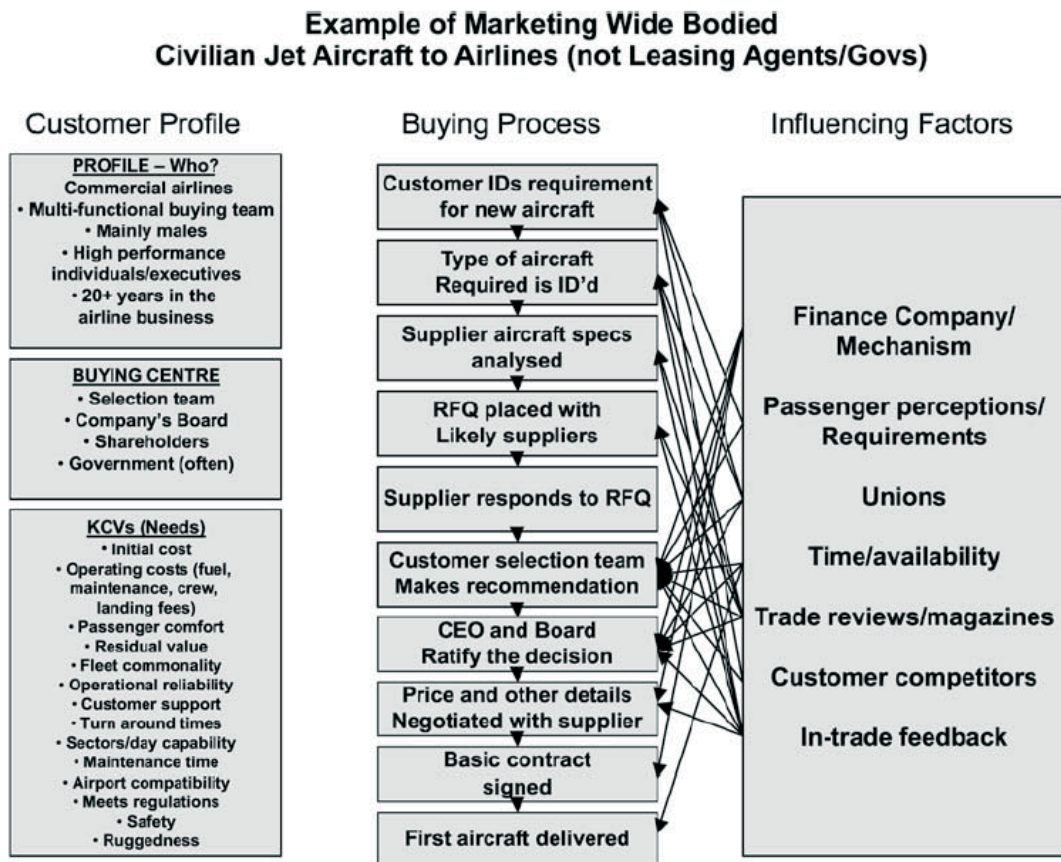 Example of Marketing Wide Bodied
Civilian Jet Aircraft to Airlines (not Leasing Agents/Govs)
Customer Profile
PROFILE – Who?
Commercial airlines
• Multi-functional buying team
• Mainly males
• High performance
individuals/executives
• 20+ years in the
airline business
BUYING CENTRE
• Selection team
• Company's Board
• Shareholders
• Government (often)
KCVs (Needs)
• Initial cost
• Operating costs (fuel,
maintenance, crew,
landing fees)
• Passenger comfort
• Residual value
• Fleet commonality
• Operational reliability
• Customer support
• Turn around times
• Sectors/day capability
• Maintenance time
• Airport compatibility
• Meets regulations
• Safety
• Ruggedness
Buying Process
Customer IDs requirement
for new aircraft
Type of aircraft
Required is ID'd
Supplier aircraft specs
analysed
RFQ placed with
Likely suppliers
Supplier responds to RFQ
Customer selection team
Makes recommendation
CEO and Board
Ratify the decision
Price and other details
Negotiated with supplier
Basic contract
signed
First aircraft delivered
Influencing Factors
Finance Company/
Mechanism
Passenger perceptions/
Requirements
Unions
Time/availability
Trade reviews/magazines
Customer competitors
In-trade feedback